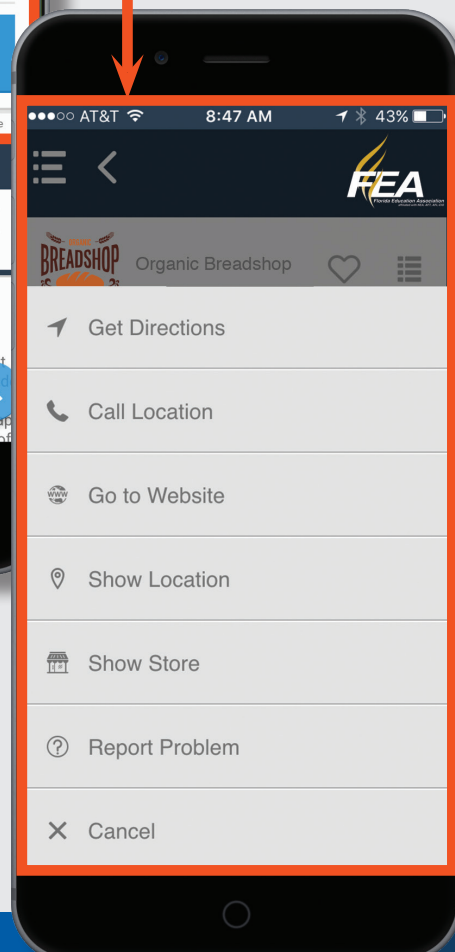 AT&T 8:47 AM 43%
FEA
Florida Education Association
BREADSHOP
Organic Breadshop
Get Directions
Call Location
www Go to Website
Show Location
Show Store
? Report Problem
Cancel